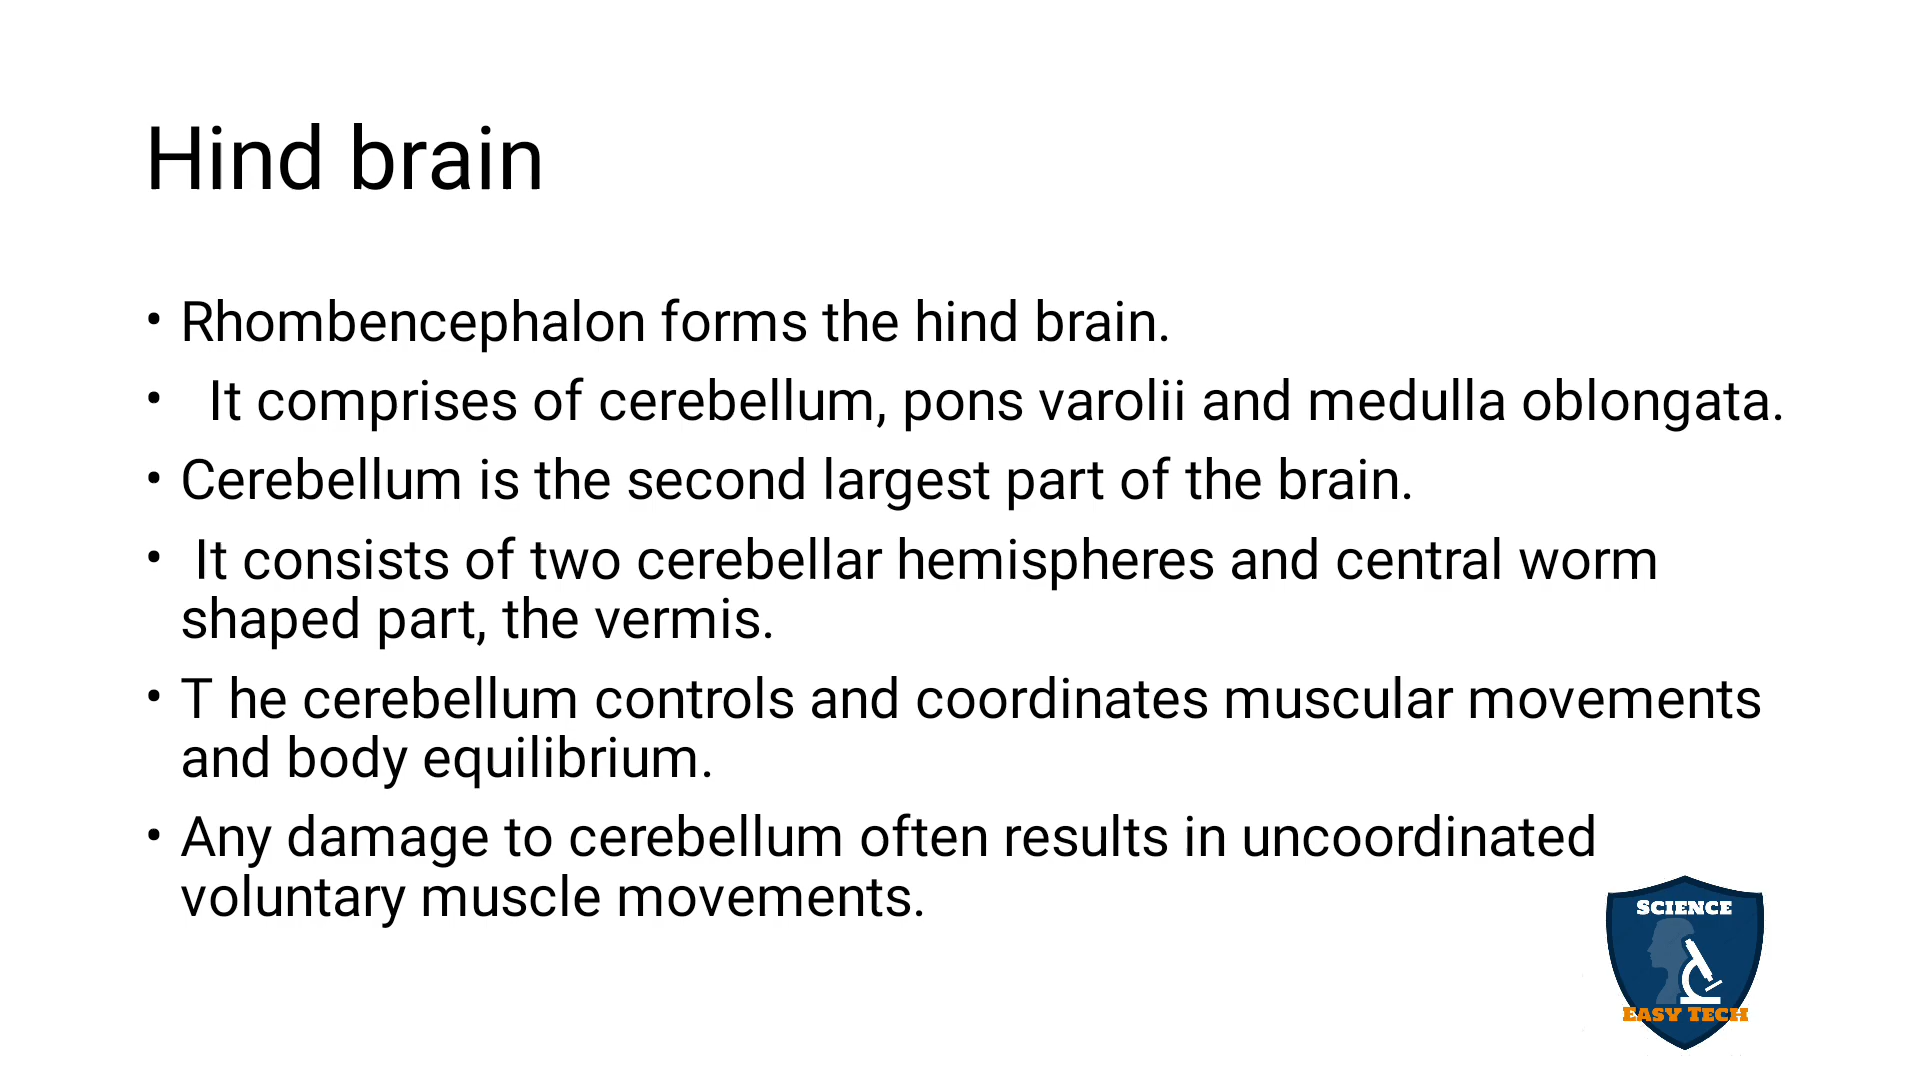 Hind brain
• Rhombencephalon forms the hind brain.
• It comprises of cerebellum, pons varolii and medulla oblongata.
• Cerebellum is the second largest part of the brain.
• It consists of two cerebellar hemispheres and central worm
shaped part, the vermis.
• T he cerebellum controls and coordinates muscular movements
and body equilibrium.
• Any damage to cerebellum often results in uncoordinated
voluntary muscle movements.
SCIENCE
EASY TECH